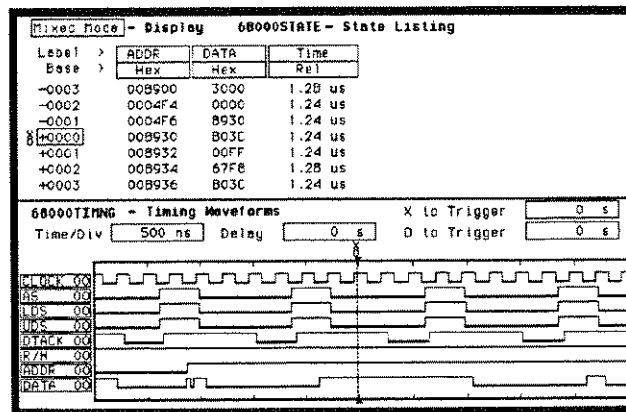 Mixed Mode - Display 68000STATE - State Listing
Label > ADDR DATA Time
Base > Hex Hex Rel
-0003 008900 3000 1.28 us
-0002 0004F4 0000 1.24 us
-0001 0004F6 8930 1.24 us
+0000 008930 B03C 1.24 us
+0001 008932 00FF 1.24 us
+0002 008934 67F8 1.28 us
+0003 008936 B03C 1.24 us
68000TIMNG - Timing Waveforms X to Trigger 0 s
Time/Div 500 ns Delay 0 s O to Trigger 0 s
CLOCK 00
AS 00
LDS 00
UDS 00
DTACK 00
R/W 00
ADDR 00
DATA 00